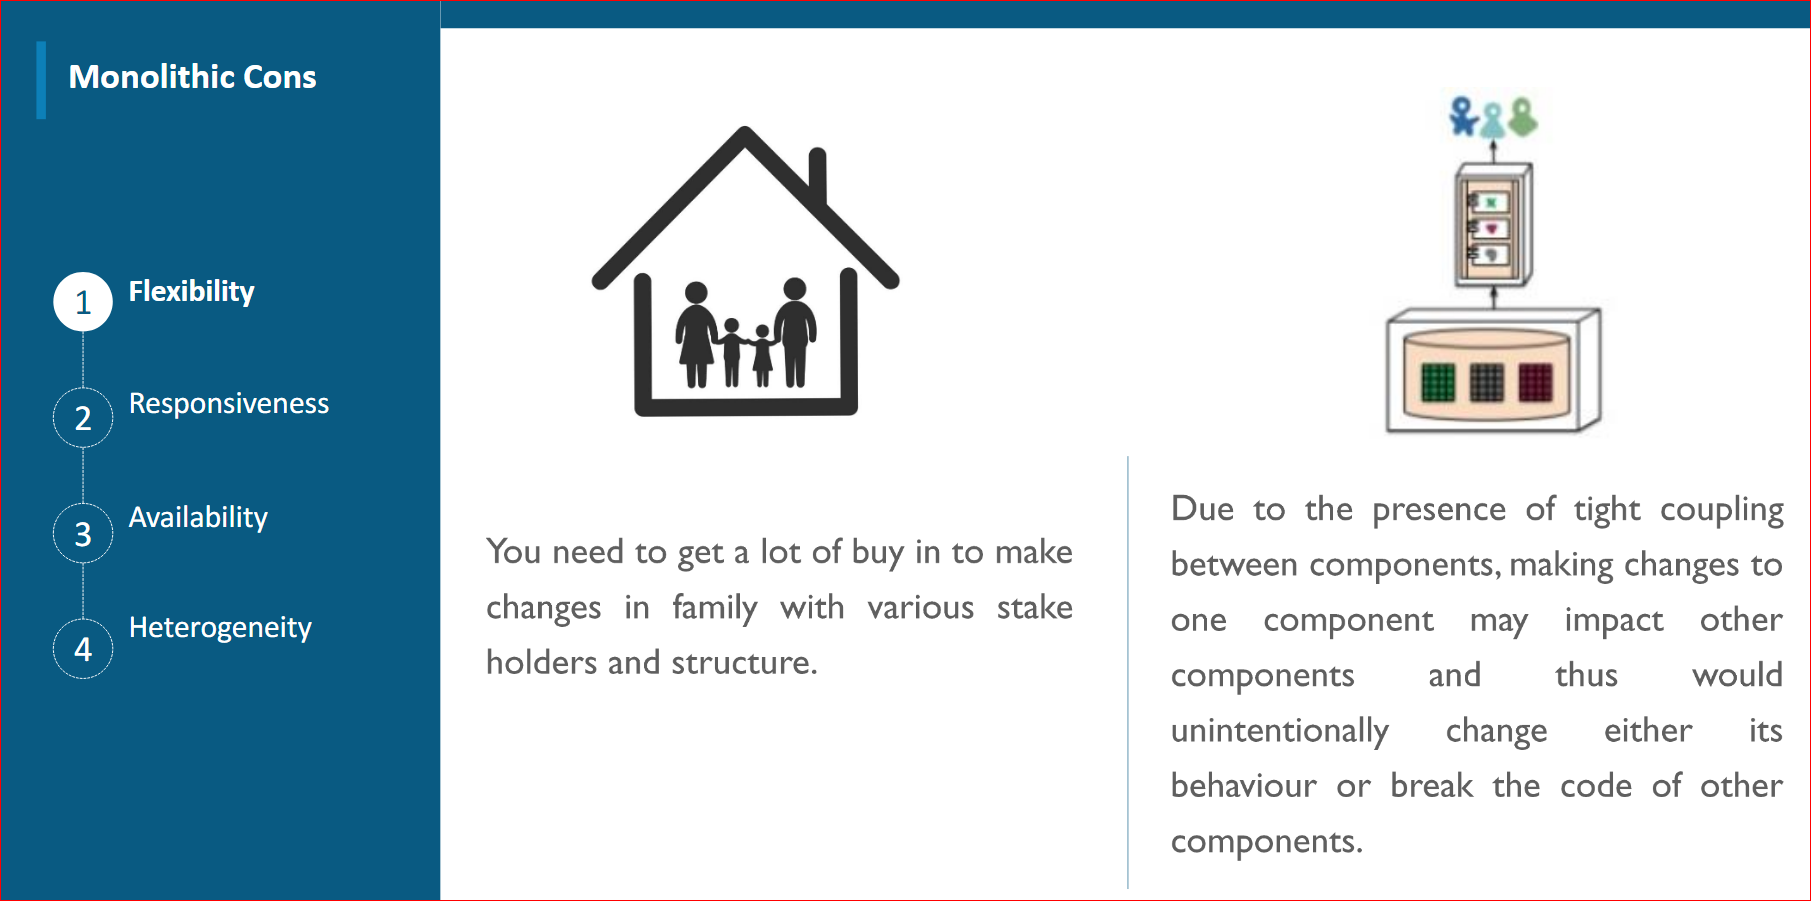 Monolithic Cons
1 Flexibility
2 Responsiveness
3 Availability
4 Heterogeneity
You need to get a lot of buy in to make
changes in family with various stake
holders and structure.
Due to the presence of tight coupling
between components, making changes to
one component may impact other
components and thus would
unintentionally change either its
behaviour or break the code of other
components.